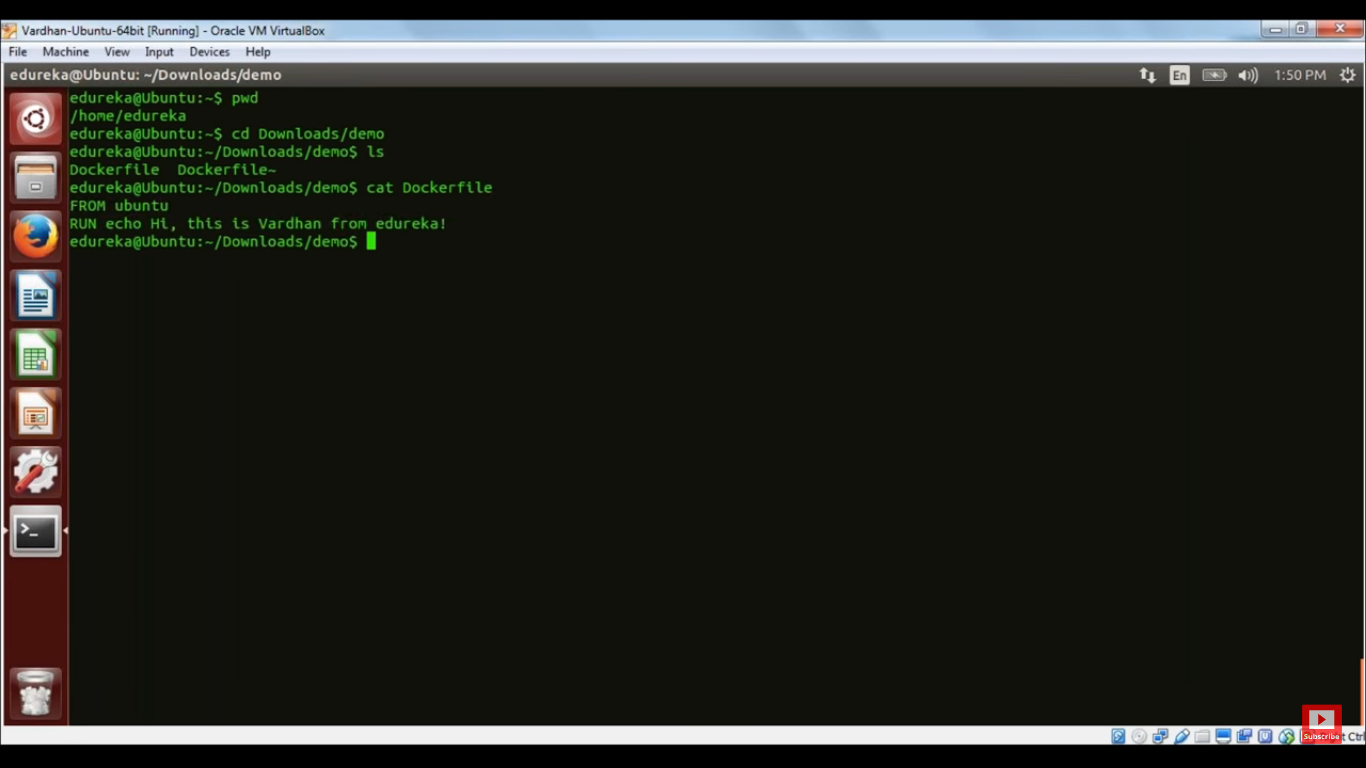 Vardhan-Ubuntu-64bit [Running] - Oracle VM VirtualBox
File Machine View Input Devices Help
edureka@Ubuntu: ~/Downloads/demo
En
1:50 PM
edureka@Ubuntu:~$ pwd
/home/edureka
edureka@Ubuntu:~$ cd Downloads/demo
edureka@Ubuntu:~/Downloads/demo$ ls
Dockerfile Dockerfile~
edureka@Ubuntu:~/Downloads/demo$ cat Dockerfile
FROM ubuntu
RUN echo Hi, this is Vardhan from edureka!
edureka@Ubuntu:~/Downloads/demo$
>_
Subscribe
Ctrl